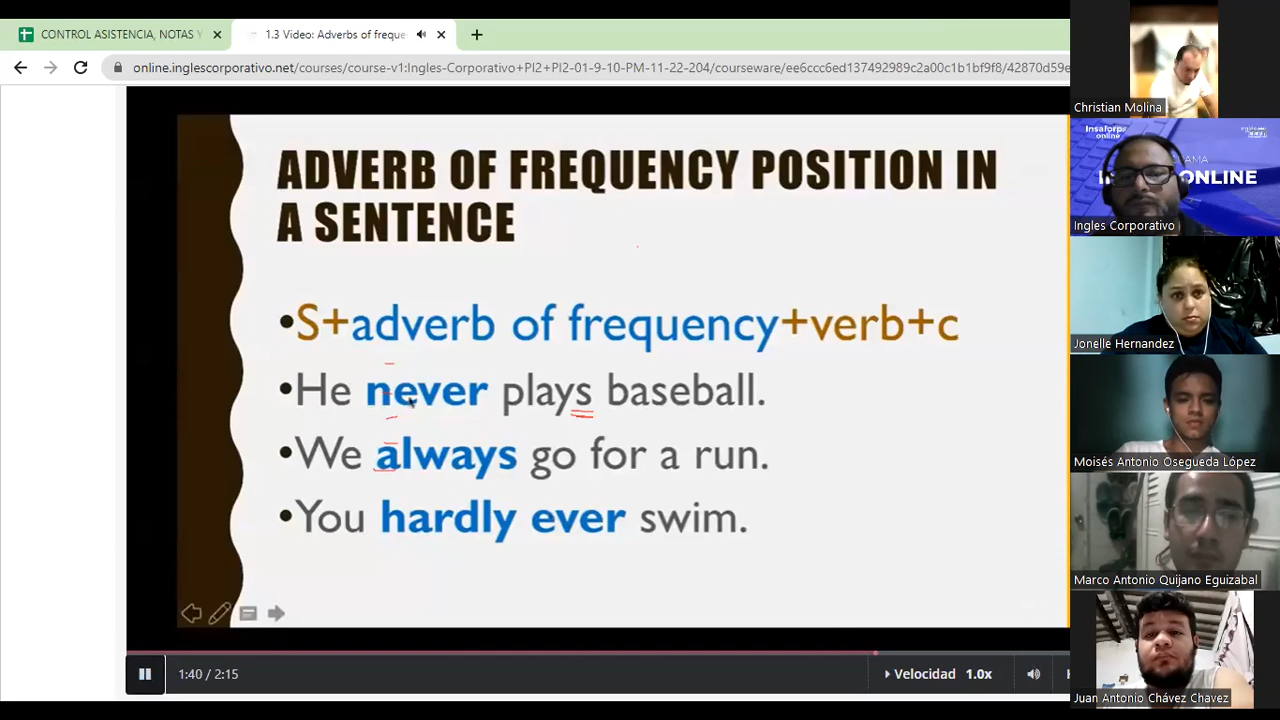 CONTROL ASISTENCIA, NOTAS Y
1.3 Video: Adverbs of freque
online.inglescorporativo.net/courses/course-v1:Ingles-Corporativo+PI2+PI2-01-9-10-PM-11-22-204/courseware/ee6ccc6ed137492989c2a00c1b1bf9f8/42870d59e
ADVERB OF FREQUENCY POSITION IN
A SENTENCE
•S+adverb of frequency+verb+c
•He never plays baseball.
•We always go for a run.
•You hardly ever swim.
1:40 / 2:15
Velocidad 1.0x
Christian Molina
Insaforp
online
ONLINE
Ingles Corporativo
Jonelle Hernandez
Moisés Antonio Osegueda López
Marco Antonio Quijano Eguizabal
Juan Antonio Chávez Chavez